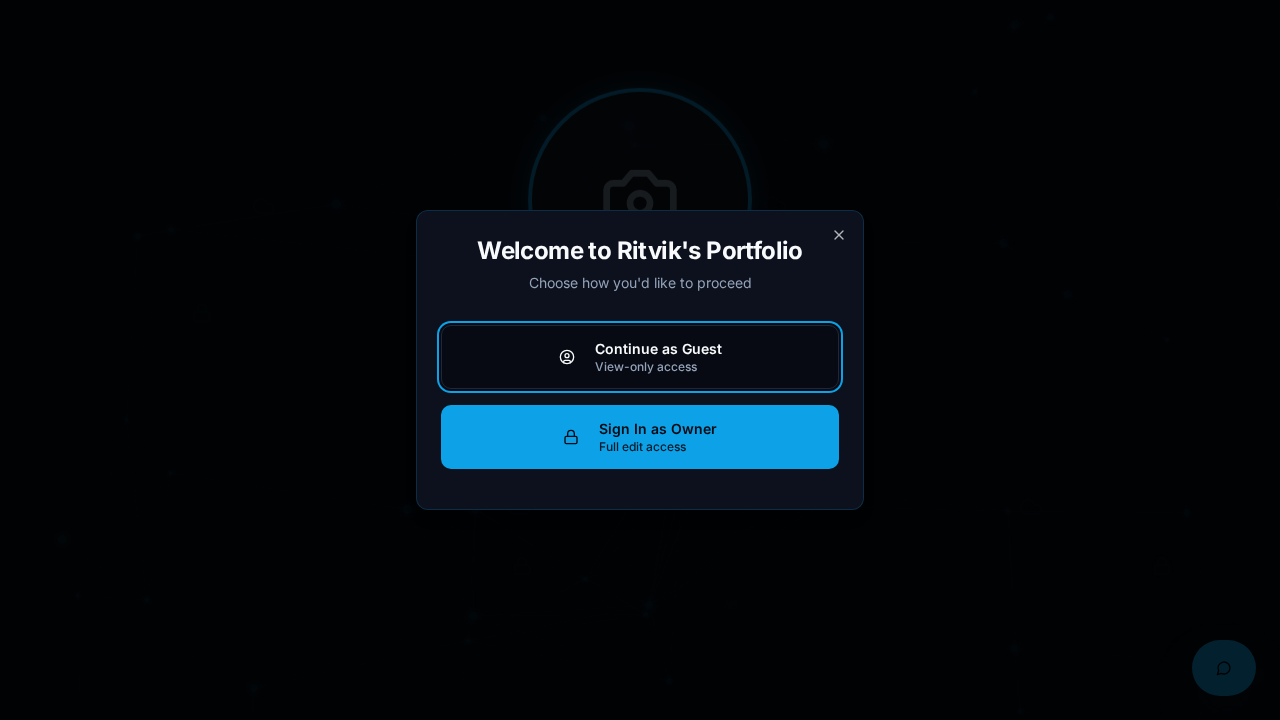 Welcome to Ritvik's Portfolio
Choose how you'd like to proceed
Continue as Guest
View-only access
Sign In as Owner
Full edit access